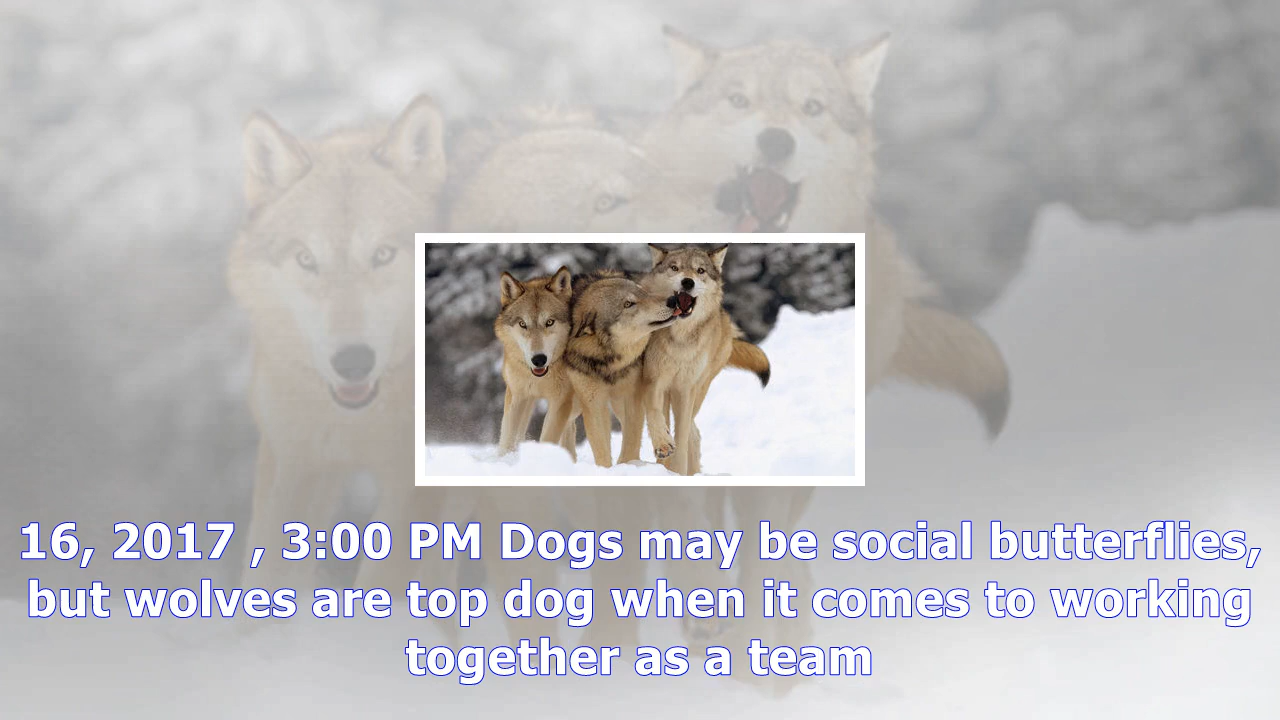 16, 2017 , 3:00 PM Dogs may be social butterflies,
but wolves are top dog when it comes to working
together as a team